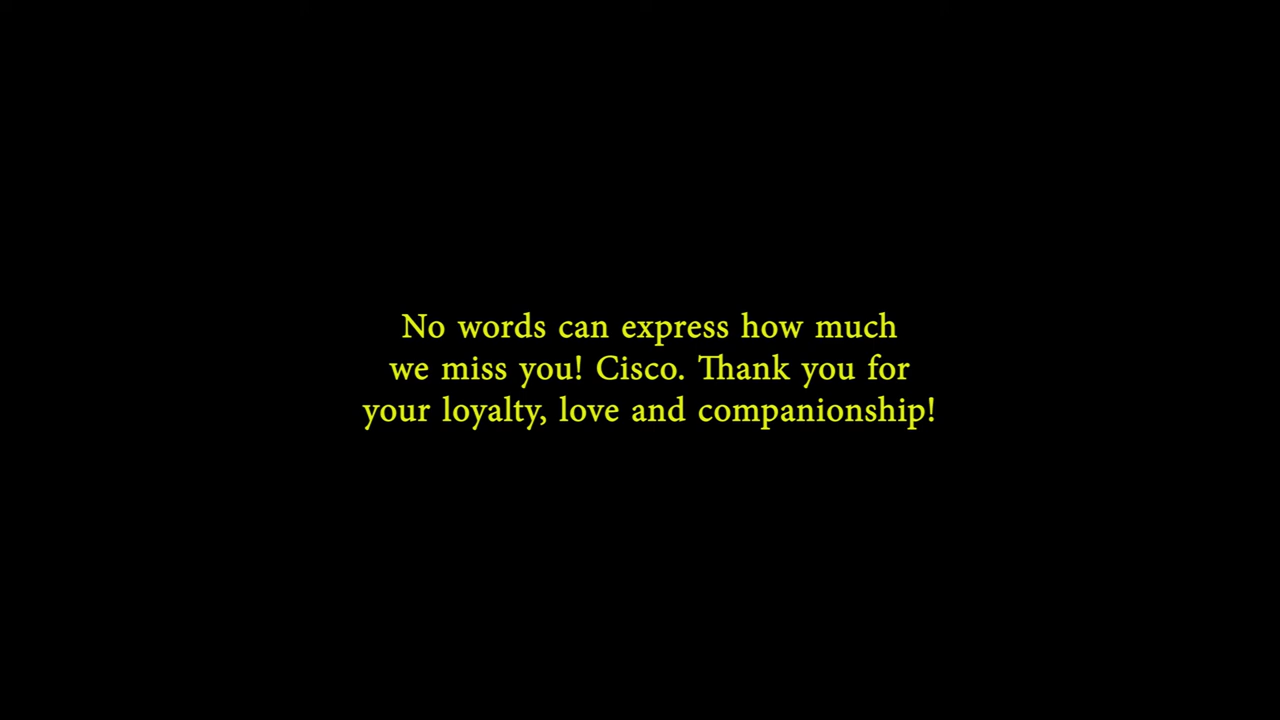 No words can express how much
we miss you! Cisco. Thank you for
your loyalty, love and companionship!